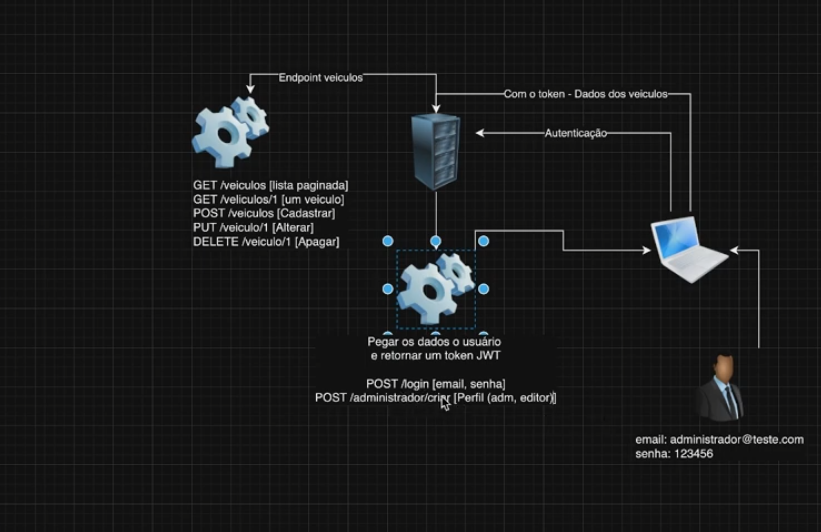 Endpoint veiculos
Com o token - Dados dos veiculos
Autenticação
GET /veiculos [lista paginada]
GET /veliculos/1 [um veiculo]
POST /veiculos [Cadastrar]
PUT /veiculo/1 [Alterar]
DELETE /veiculo/1 [Apagar]
Pegar os dados o usuário
e retornar um token JWT
POST /login [email, senha]
POST /administrador/criar [Perfil (adm, editor)]
email: administrador@teste.com
senha: 123456